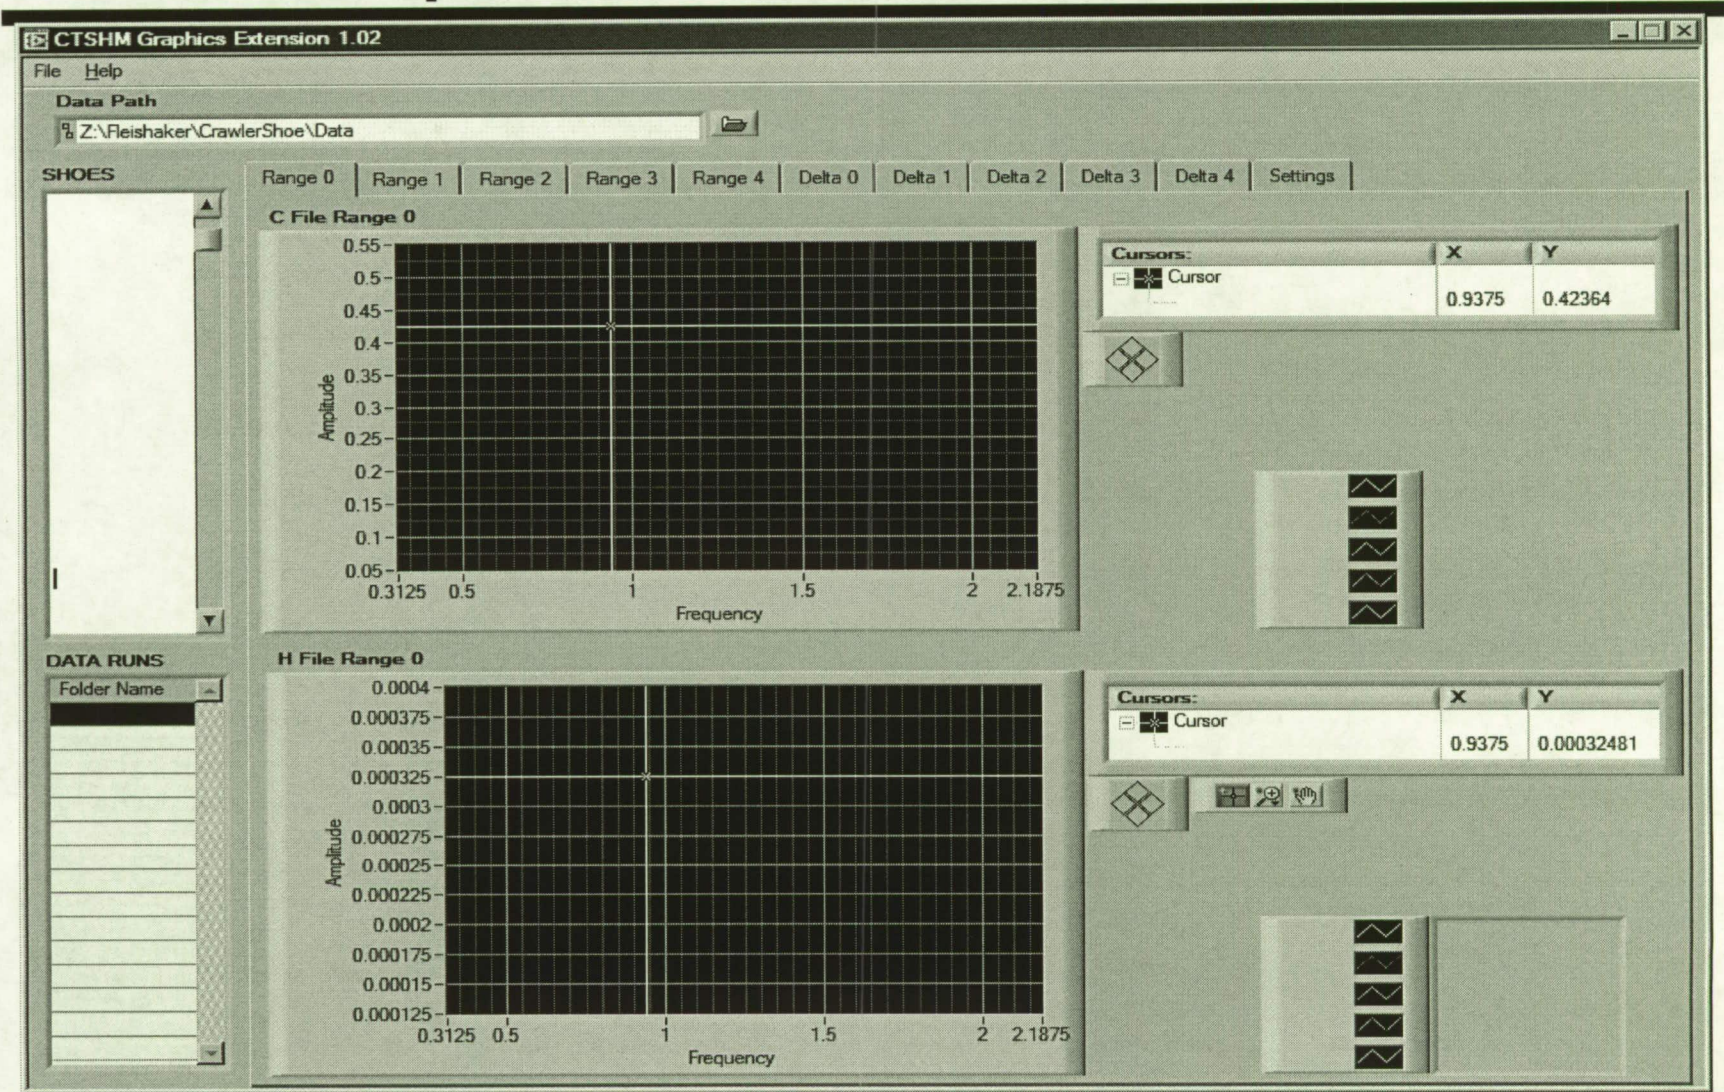 CTSHM Graphics Extension 1.02
File Help
Data Path
Z:\Fleishaker\CrawlerShoe\Data
SHOES
Range 0 Range 1 Range 2 Range 3 Range 4 Delta 0 Delta 1 Delta 2 Delta 3 Delta 4 Settings
C File Range 0
0.55
0.5
0.45
0.4
0.35
0.3
0.25
0.2
0.15
0.1
0.05
Amplitude
0.3125 0.5 1 1.5 2 2.1875
Frequency
Cursors: X Y
Cursor
0.9375 0.42364
DATA RUNS
Folder Name
H File Range 0
0.0004
0.000375
0.00035
0.000325
0.0003
0.000275
0.00025
0.000225
0.0002
0.000175
0.00015
0.000125
Amplitude
0.3125 0.5 1 1.5 2 2.1875
Frequency
Cursors: X Y
Cursor
0.9375 0.00032481